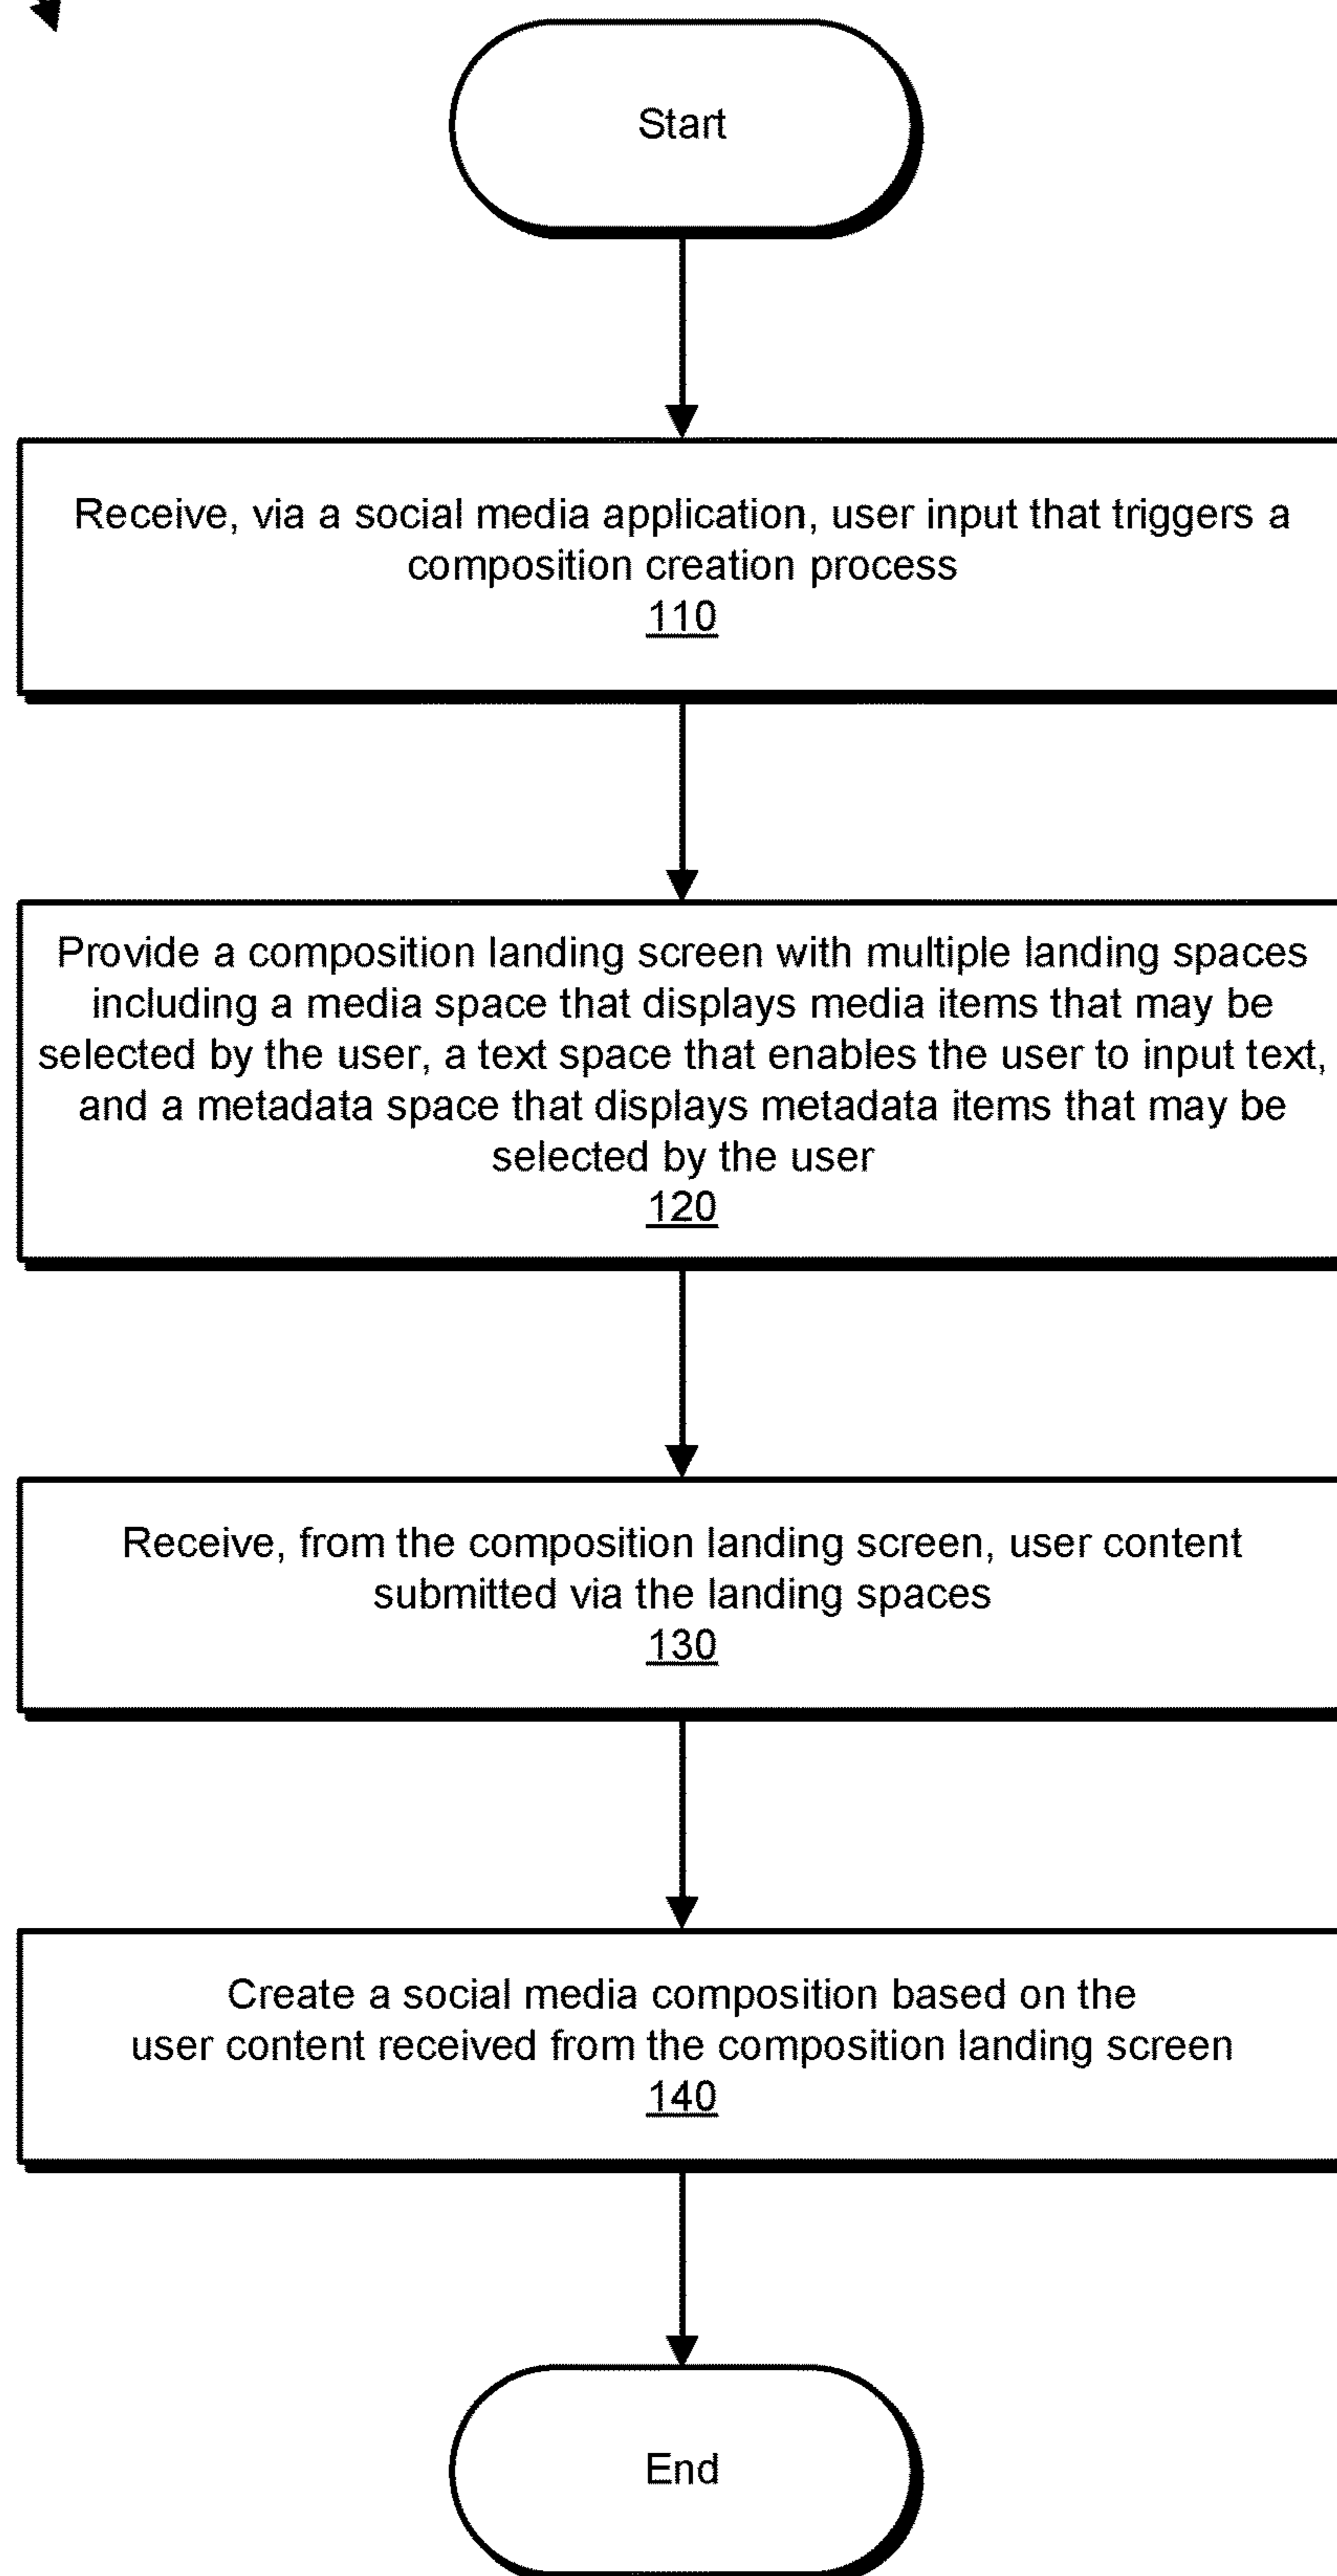 Start
Receive, via a social media application, user input that triggers a
composition creation process
110
Provide a composition landing screen with multiple landing spaces
including a media space that displays media items that may be
selected by the user, a text space that enables the user to input text,
and a metadata space that displays metadata items that may be
selected by the user
120
Receive, from the composition landing screen, user content
submitted via the landing spaces
130
Create a social media composition based on the
user content received from the composition landing screen
140
End